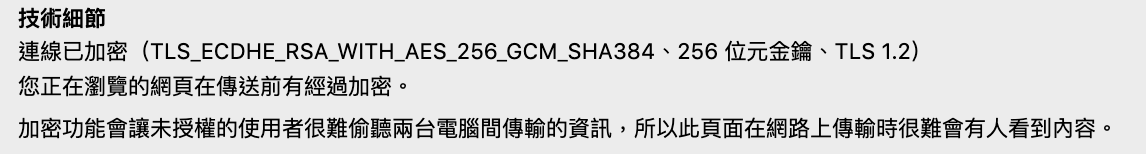 技術細節
連線已加密（TLS_ECDHE_RSA_WITH_AES_256_GCM_SHA384、256 位元金鑰、TLS 1.2）
您正在瀏覽的網頁在傳送前有經過加密。
加密功能會讓未授權的使用者很難偷聽兩台電腦間傳輸的資訊，所以此頁面在網路上傳輸時很難會有人看到內容。